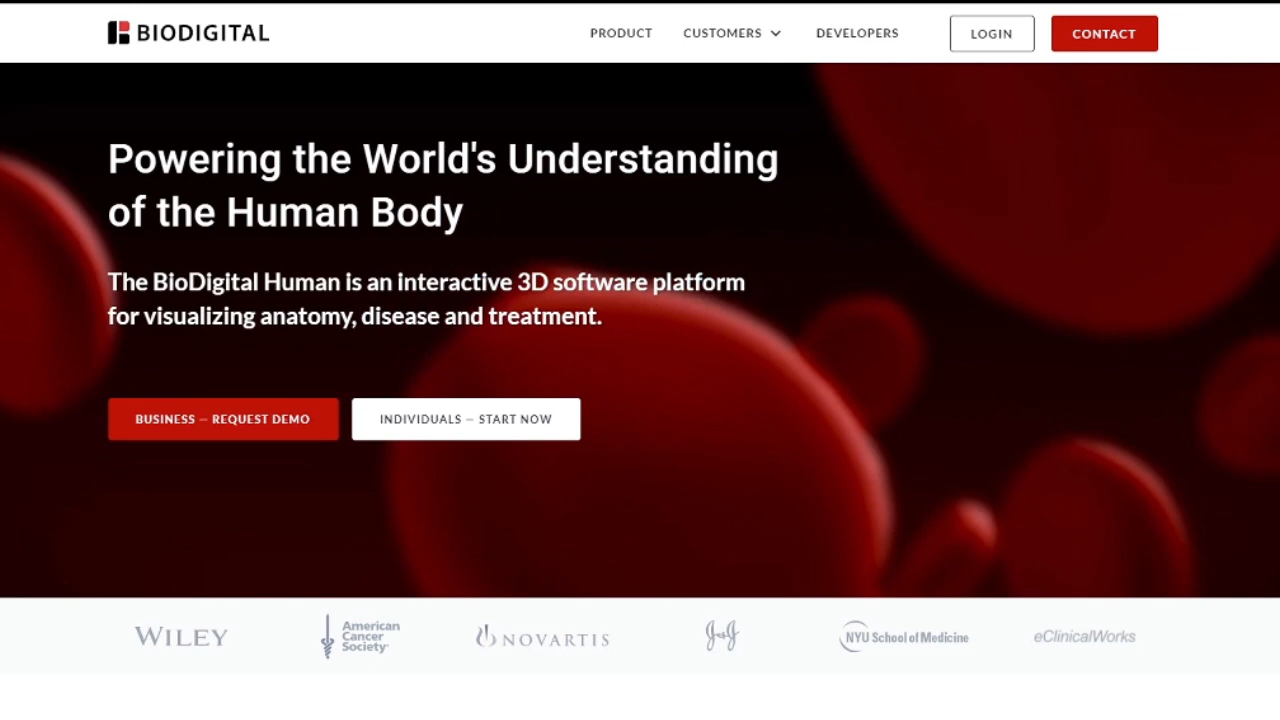 BIODIGITAL
PRODUCT
CUSTOMERS
DEVELOPERS
LOGIN
CONTACT
Powering the World's Understanding
of the Human Body
The BioDigital Human is an interactive 3D software platform
for visualizing anatomy, disease and treatment.
BUSINESS — REQUEST DEMO
INDIVIDUALS — START NOW
WILEY
American
Cancer
Society
NOVARTIS
J&J
NYU School of Medicine
eClinicalWorks